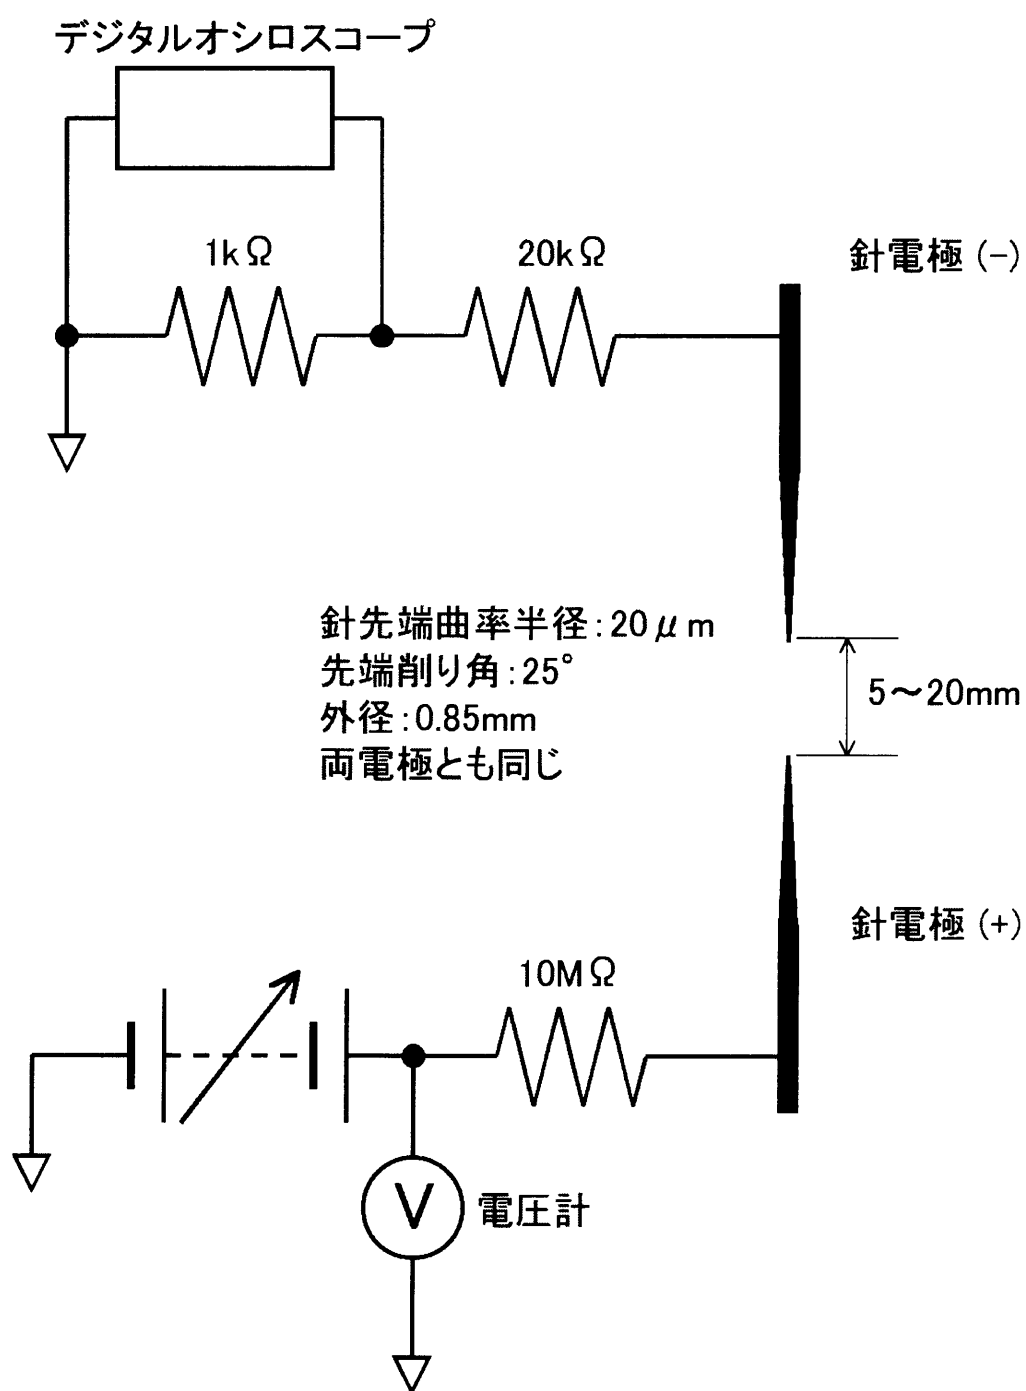 デジタルオシロスコープ
1kΩ
20kΩ
針電極 (-)
針先端曲率半径:20μm
先端削り角:25°
外径:0.85mm
両電極とも同じ
5～20mm
針電極 (+)
10MΩ
V
電圧計